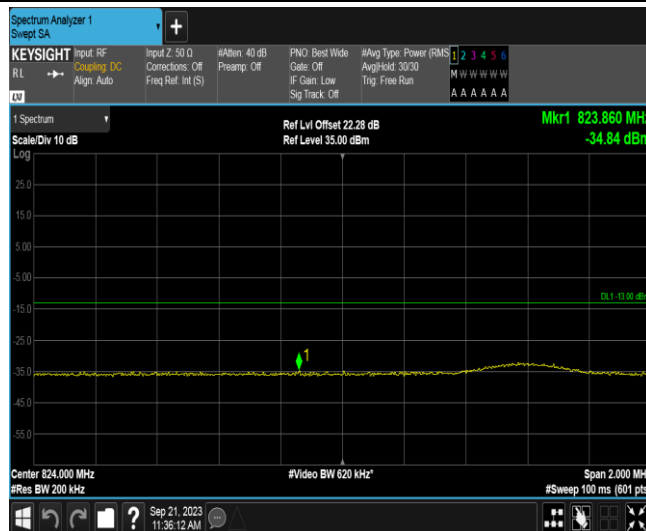 Spectrum Analyzer 1
Swept SA
+
KEYSIGHT
RL
LXI
Input: RF
Coupling: DC
Align: Auto
Input Z: 50 Ω
Corrections: Off
Freq Ref: Int (S)
#Atten: 40 dB
Preamp: Off
PNO: Best Wide
Gate: Off
IF Gain: Low
Sig Track: Off
#Avg Type: Power (RMS
Avg|Hold: 30/30
Trig: Free Run
1 2 3 4 5 6
M W W W W W
A A A A A A
1 Spectrum
Scale/Div 10 dB
Ref Lvl Offset 22.28 dB
Ref Level 35.00 dBm
Mkr1 823.860 MHz
-34.84 dBm
Log
25.0
15.0
5.00
-5.00
-15.0
DL1 -13.00 dBm
1
-25.0
-35.0
-45.0
-55.0
Center 824.000 MHz
#Res BW 200 kHz
#Video BW 620 kHz*
Span 2.000 MHz
#Sweep 100 ms (601 pts)
?
Sep 21, 2023
11:36:12 AM